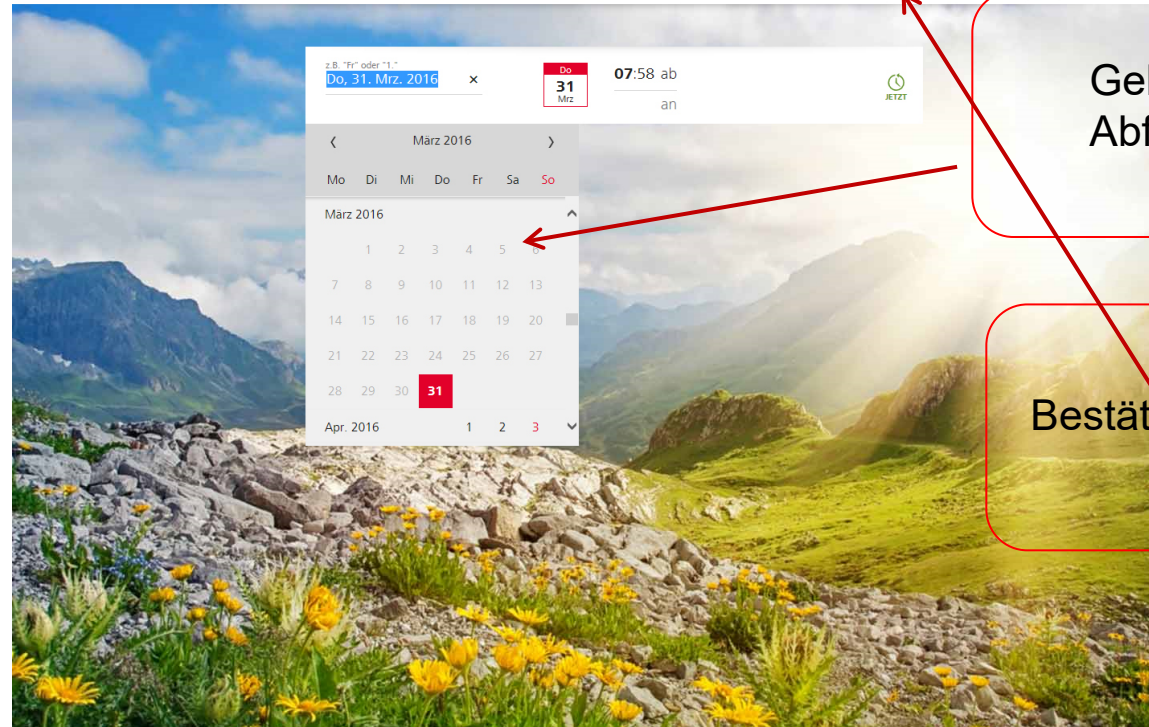 z.B. "Fr" oder "1."
Do, 31. Mrz. 2016 ×
Do
31
Mrz
07:58 ab
an
JETZT
März 2016
Mo Di Mi Do Fr Sa So
März 2016
1 2 3 4 5 6
7 8 9 10 11 12 13
14 15 16 17 18 19 20
21 22 23 24 25 26 27
28 29 30 31
Apr. 2016 1 2 3